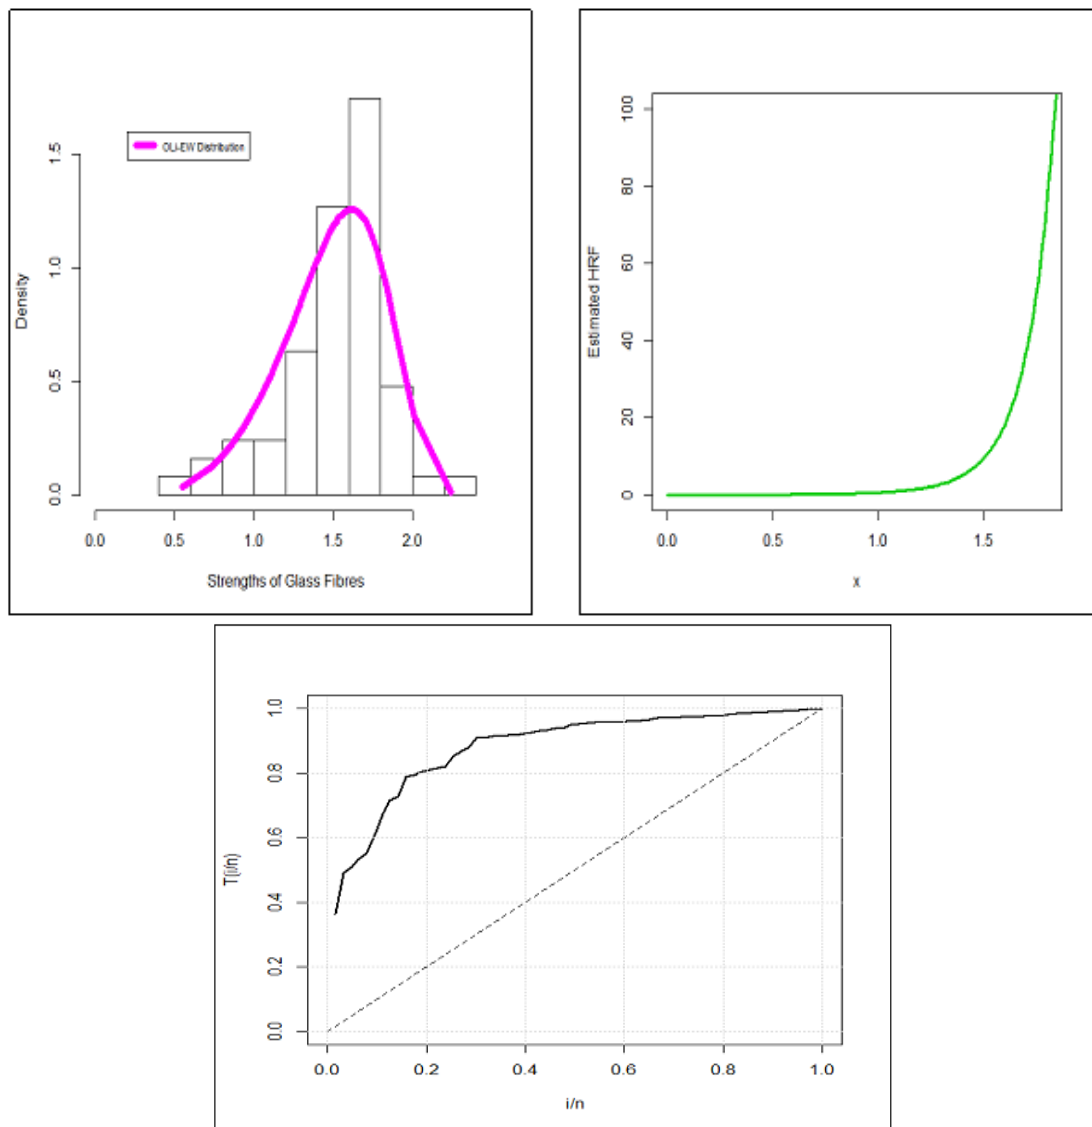 OLi-EW Distribution
Density
0.0 0.5 1.0 1.5
0.0 0.5 1.0 1.5 2.0
Strengths of Glass Fibres
Estimated HRF
0 20 40 60 80 100
0.0 0.5 1.0 1.5
x
T(i/n)
0.0 0.2 0.4 0.6 0.8 1.0
0.0 0.2 0.4 0.6 0.8 1.0
i/n